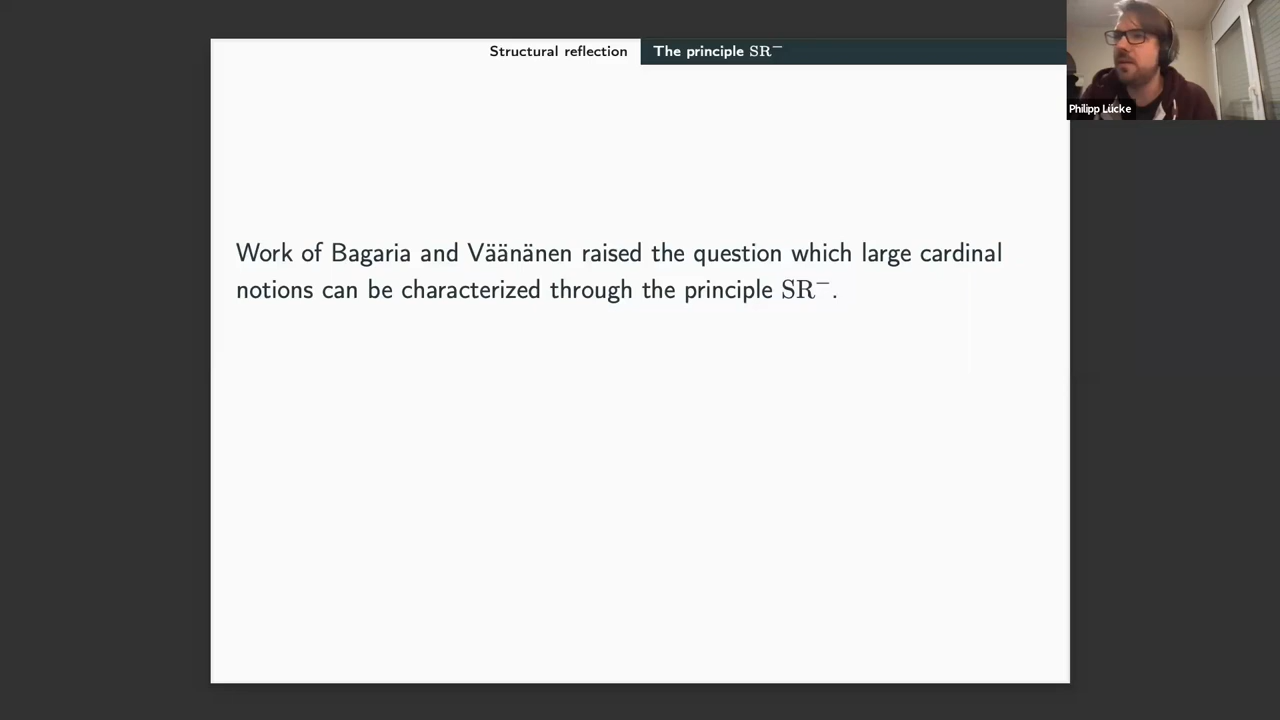 Structural reflection
The principle SR⁻
Philipp Lücke
Work of Bagaria and Väänänen raised the question which large cardinal
notions can be characterized through the principle SR⁻.